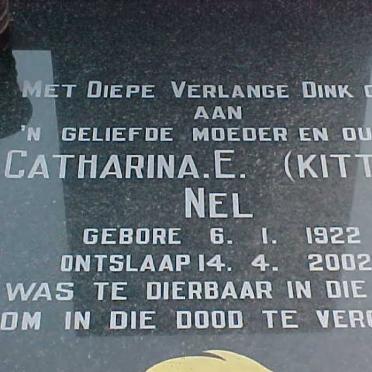 MET DIEPE VERLANGE DINK
AAN
'N GELIEFDE MOEDER EN
CATHARINA.E. (KITT
NEL
GEBORE 6. 1. 1922
ONTSLAAP 14. 4. 2002
WAS TE DIERBAAR IN DIE
OM IN DIE DOOD TE